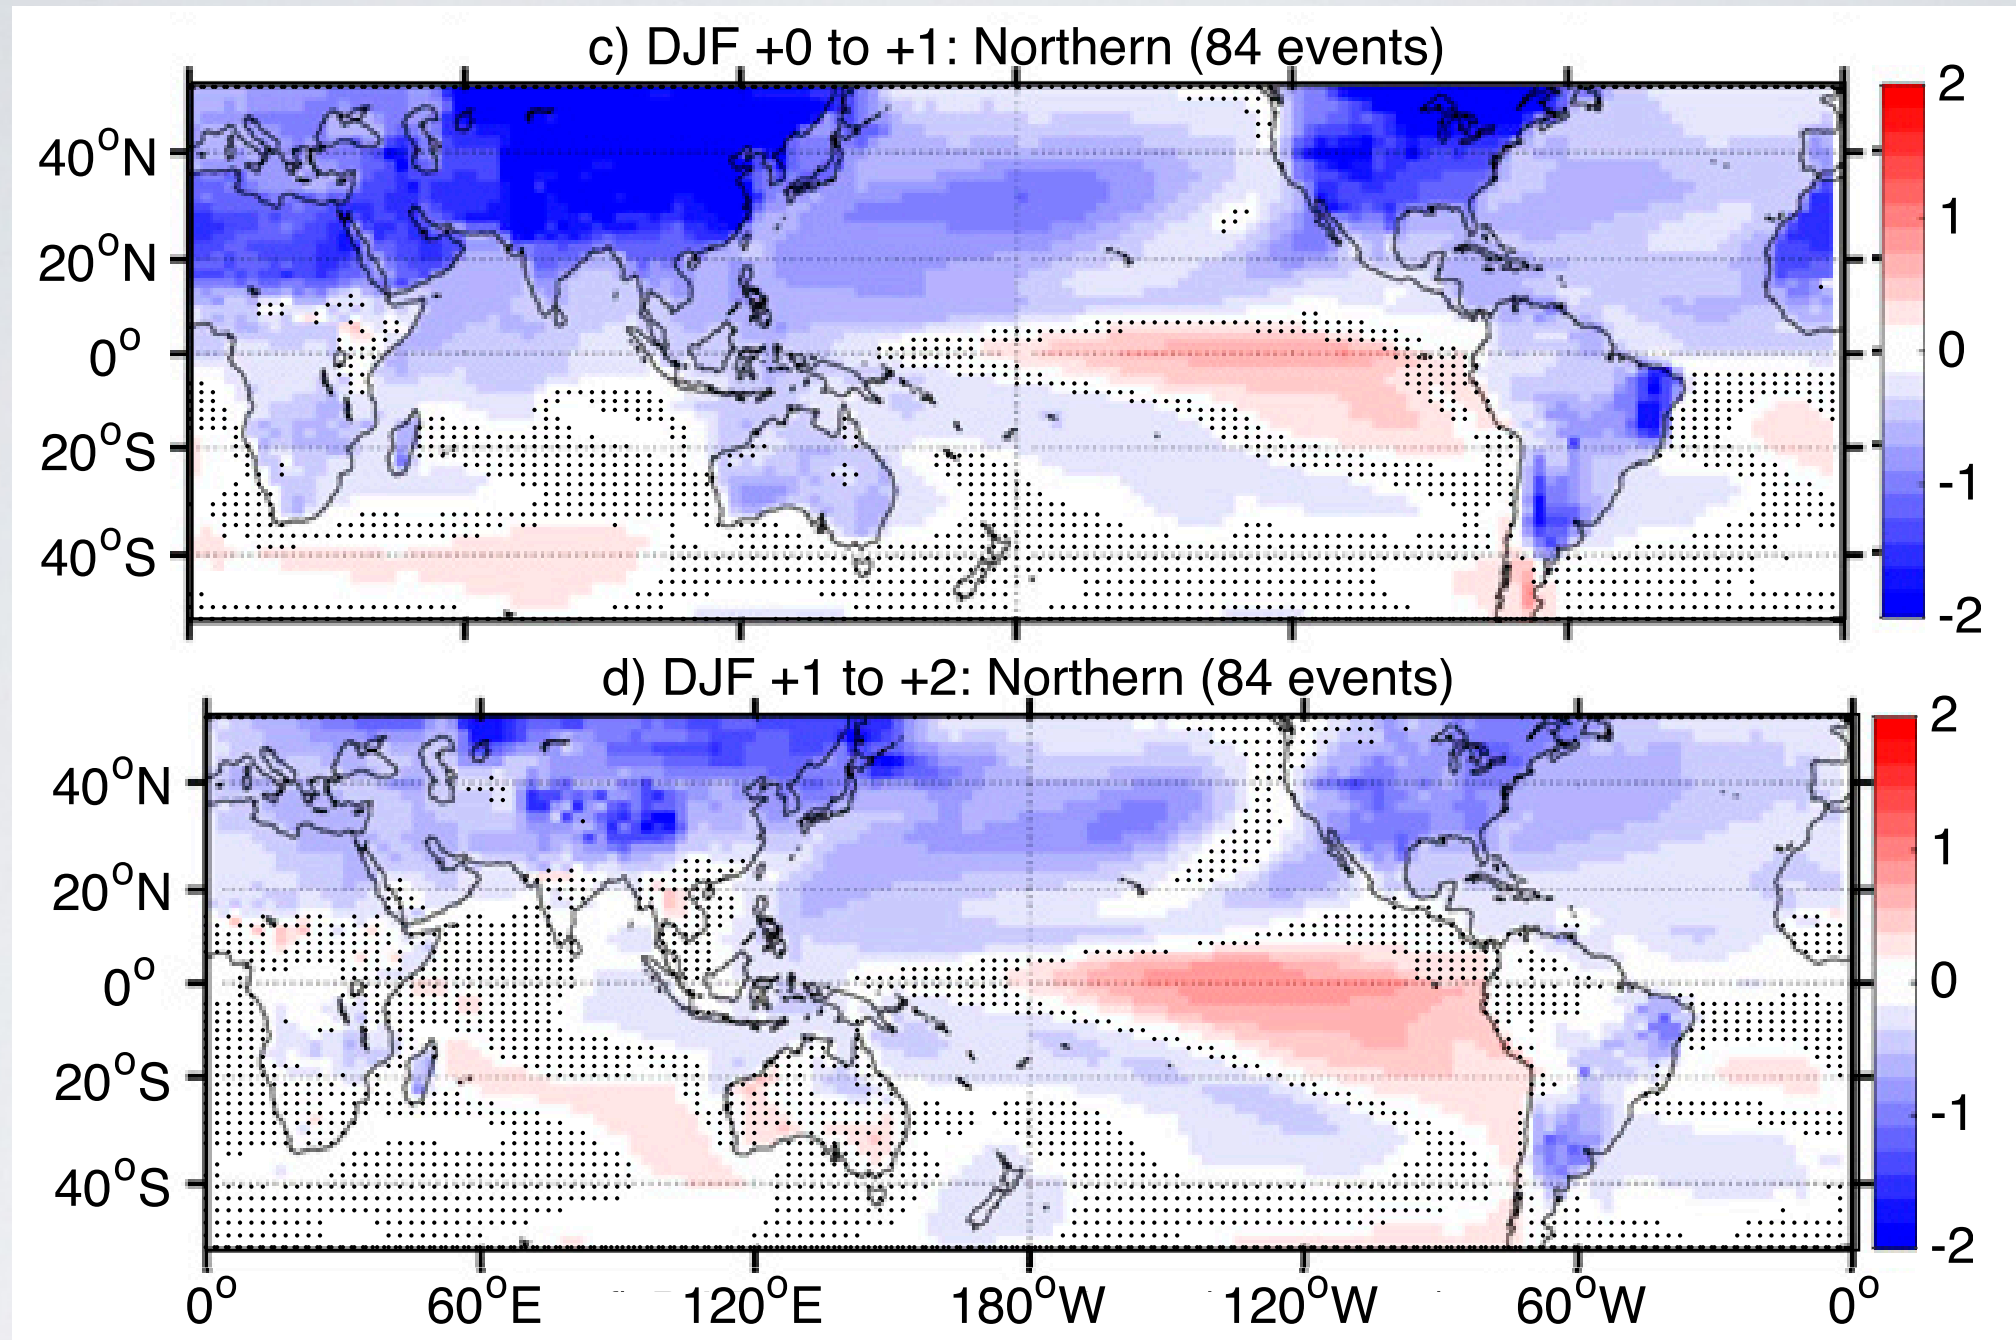 c) DJF +0 to +1: Northern (84 events)
40°N
20°N
0°
20°S
40°S
2
1
0
-1
-2
d) DJF +1 to +2: Northern (84 events)
40°N
20°N
0°
20°S
40°S
2
1
0
-1
-2
0° 60°E 120°E 180°W 120°W 60°W 0°